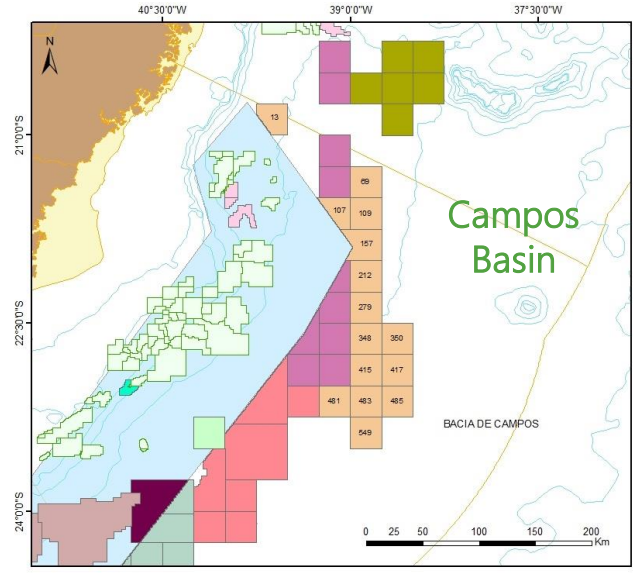 40°30'0"W
39°0'0"W
37°30'0"W
N
21°0'0"S
13
69
107
109
157
Campos
Basin
212
279
22°30'0"S
348
350
415
417
481
483
485
BACIA DE CAMPOS
549
24°0'0"S
0 25 50 100 150 200
Km